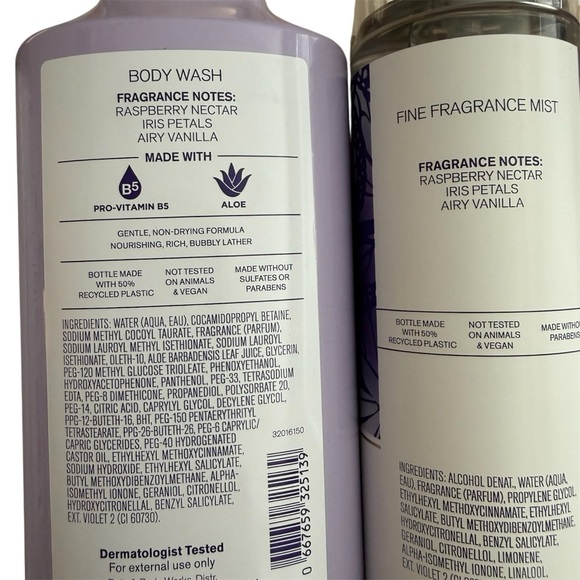 BODY WASH
FRAGRANCE NOTES:
RASPBERRY NECTAR
IRIS PETALS
AIRY VANILLA
MADE WITH
B5
PRO-VITAMIN B5
ALOE
GENTLE, NON-DRYING FORMULA
NOURISHING, RICH, BUBBLY LATHER
BOTTLE MADE
WITH 50%
RECYCLED PLASTIC
NOT TESTED
ON ANIMALS
& VEGAN
MADE WITHOUT
SULFATES OR
PARABENS
INGREDIENTS: WATER (AQUA, EAU), COCAMIDOPROPYL BETAINE,
SODIUM METHYL COCOYL TAURATE, FRAGRANCE (PARFUM),
SODIUM LAUROYL METHYL ISETHIONATE, SODIUM LAUROYL
ISETHIONATE, OLETH-10, ALOE BARBADENSIS LEAF JUICE, GLYCERIN,
PEG-120 METHYL GLUCOSE TRIOLEATE, PHENOXYETHANOL,
HYDROXYACETOPHENONE, PANTHENOL, PEG-33, TETRASODIUM
EDTA, PEG-8 DIMETHICONE, PROPANEDIOL, POLYSORBATE 20,
PEG-14, CITRIC ACID, CAPRYLYL GLYCOL, DECYLENE GLYCOL,
PPG-12-BUTETH-16, BHT, PEG-150 PENTAERYTHRITYL
TETRASTEARATE, PPG-26-BUTETH-26, PEG-6 CAPRYLIC/
CAPRIC GLYCERIDES, PEG-40 HYDROGENATED
CASTOR OIL, ETHYLHEXYL METHOXYCINNAMATE,
SODIUM HYDROXIDE, ETHYLHEXYL SALICYLATE,
BUTYL METHOXYDIBENZOYLMETHANE, ALPHA-
ISOMETHYL IONONE, GERANIOL, CITRONELLOL,
HYDROXYCITRONELLAL, BENZYL SALICYLATE,
EXT. VIOLET 2 (CI 60730).
32016150
0 667659 325139
Dermatologist Tested
For external use only
FINE FRAGRANCE MIST
FRAGRANCE NOTES:
RASPBERRY NECTAR
IRIS PETALS
AIRY VANILLA
BOTTLE MADE
WITH 50%
RECYCLED PLASTIC
NOT TESTED
ON ANIMALS
& VEGAN
MADE WITHOU
PARABENS
INGREDIENTS: ALCOHOL DENAT., WATER (AQUA,
EAU), FRAGRANCE (PARFUM), PROPYLENE GLYCOL,
ETHYLHEXYL METHOXYCINNAMATE, ETHYLHEXYL
SALICYLATE, BUTYL METHOXYDIBENZOYLMETHANE,
HYDROXYCITRONELLAL, BENZYL SALICYLATE,
GERANIOL, CITRONELLOL, LIMONENE,
ALPHA-ISOMETHYL IONONE, LINALOOL,
EXT. VIOLET 2